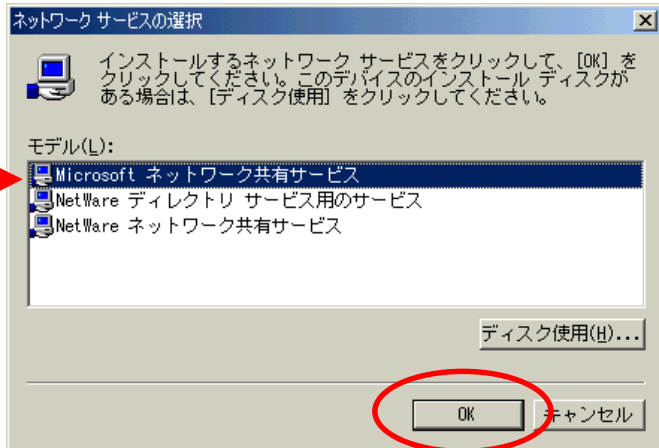 ネットワーク サービスの選択
インストールするネットワーク サービスをクリックして、[OK] を
クリックしてください。このデバイスのインストール ディスクが
ある場合は、[ディスク使用] をクリックしてください。
モデル(L):
Microsoft ネットワーク共有サービス
NetWare ディレクトリ サービス用のサービス
NetWare ネットワーク共有サービス
ディスク使用(H)...
OK
キャンセル